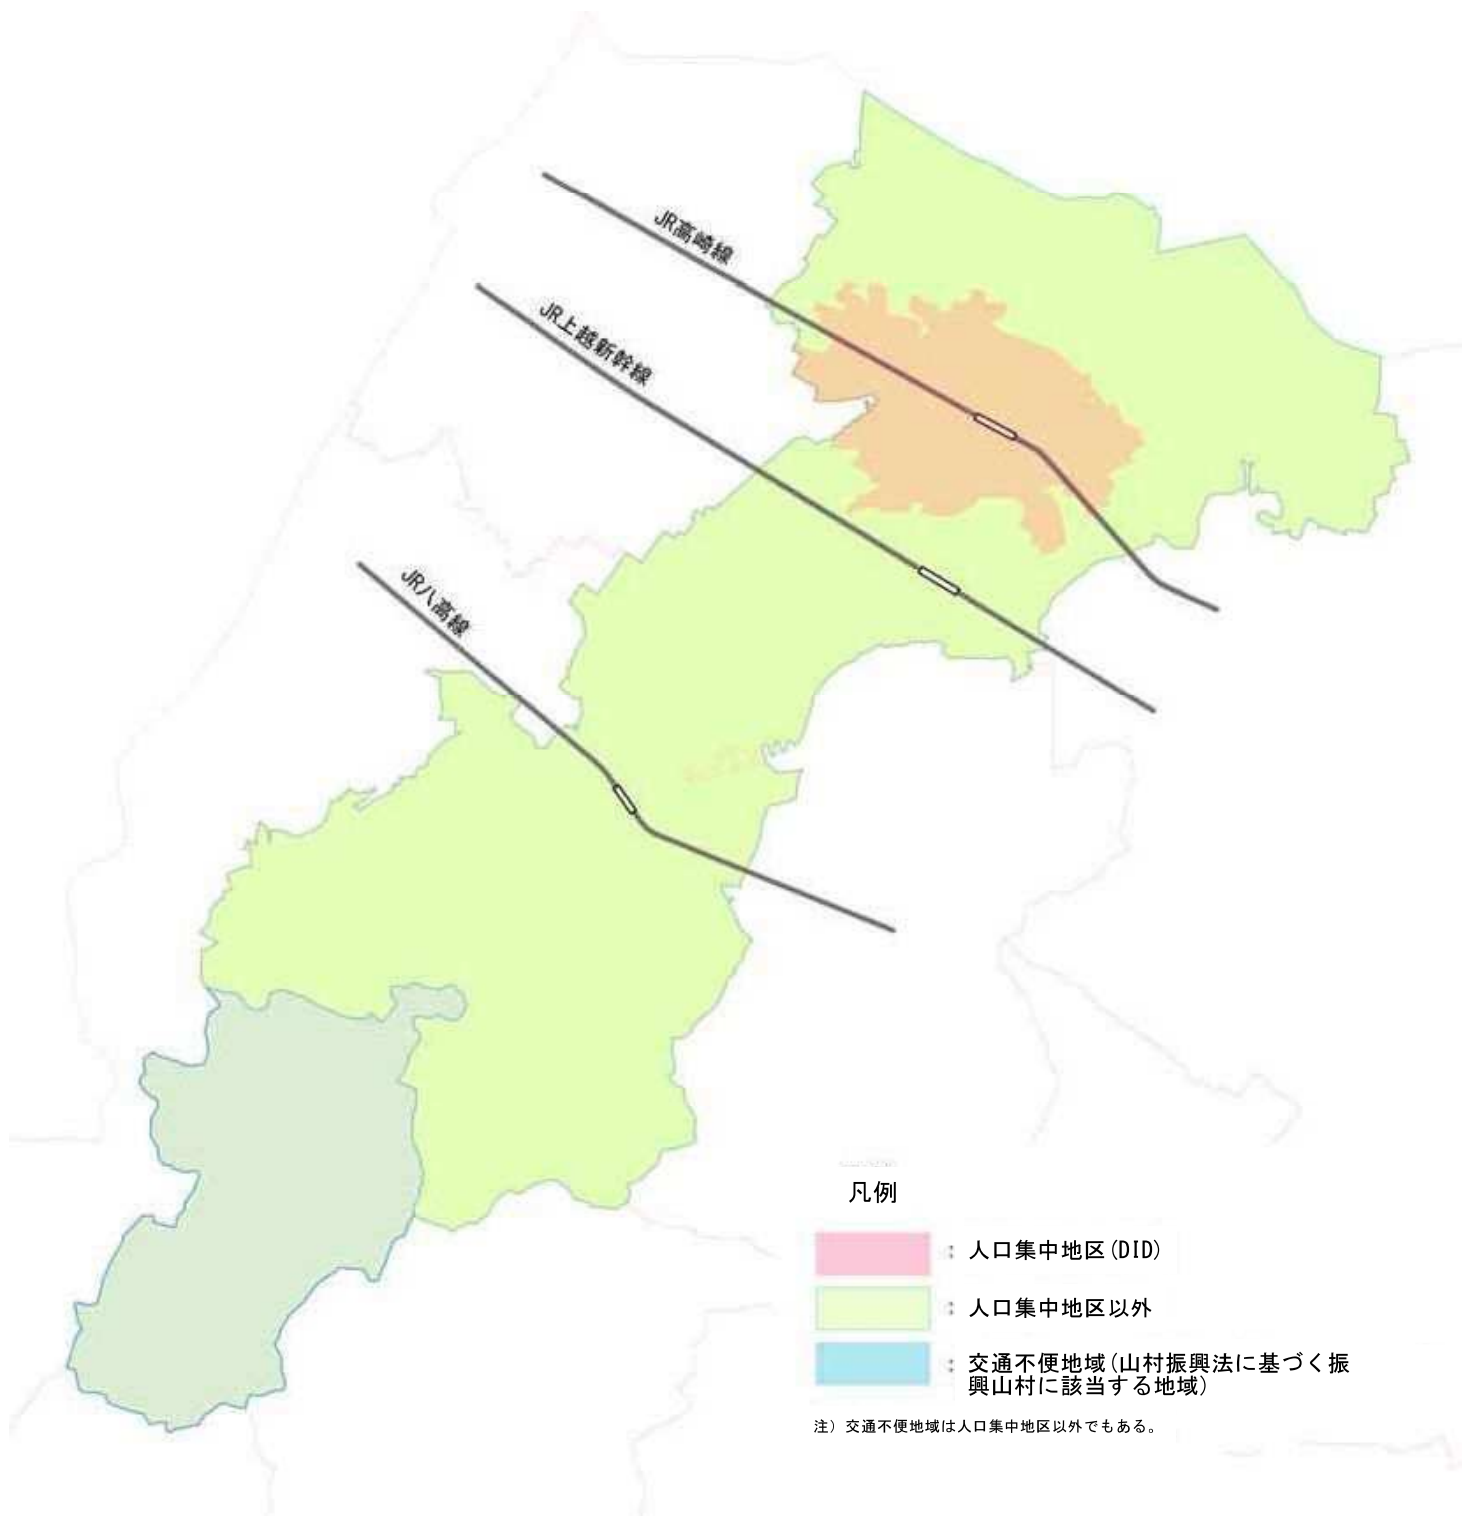 JR高崎線
JR上越新幹線
JR八高線
凡例
：人口集中地区(DID)
：人口集中地区以外
：交通不便地域(山村振興法に基づく振
興山村に該当する地域)
注）交通不便地域は人口集中地区以外でもある。